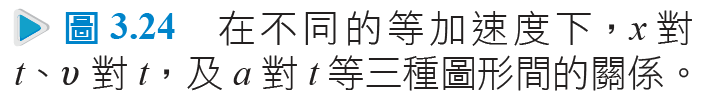 圖 3.24 在不同的等加速度下，x 對
t、υ 對 t，及 a 對 t 等三種圖形間的關係。